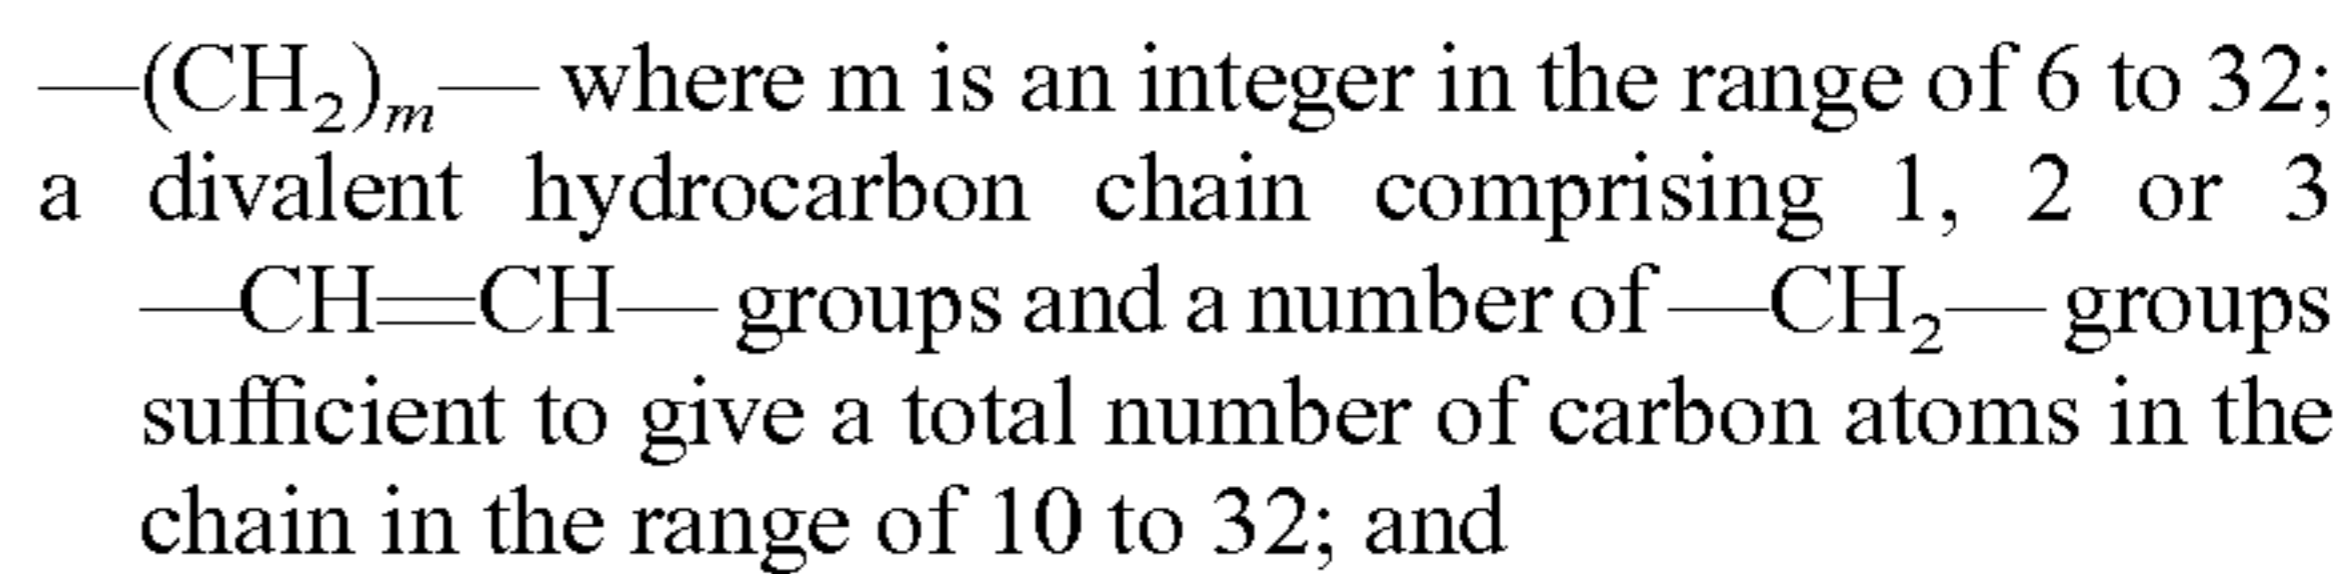 —(CH₂)ₘ— where m is an integer in the range of 6 to 32;
a divalent hydrocarbon chain comprising 1, 2 or 3
—CH═CH— groups and a number of —CH₂— groups
sufficient to give a total number of carbon atoms in the
chain in the range of 10 to 32; and